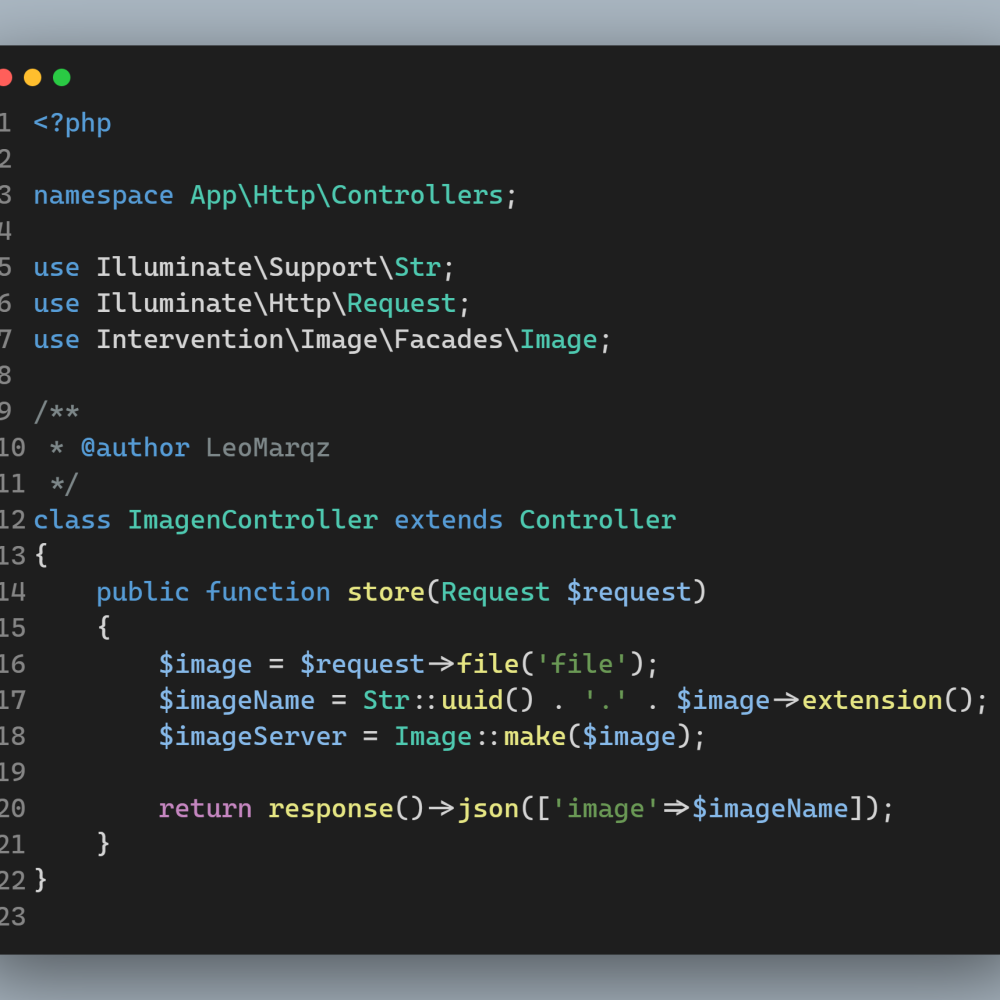 1 <?php
2
3 namespace App\Http\Controllers;
4
5 use Illuminate\Support\Str;
6 use Illuminate\Http\Request;
7 use Intervention\Image\Facades\Image;
8
9 /**
10  * @author LeoMarqz
11  */
12 class ImagenController extends Controller
13 {
14     public function store(Request $request)
15     {
16         $image = $request->file('file');
17         $imageName = Str::uuid() . '.' . $image->extension();
18         $imageServer = Image::make($image);
19
20         return response()->json(['image'=>$imageName]);
21     }
22 }
23